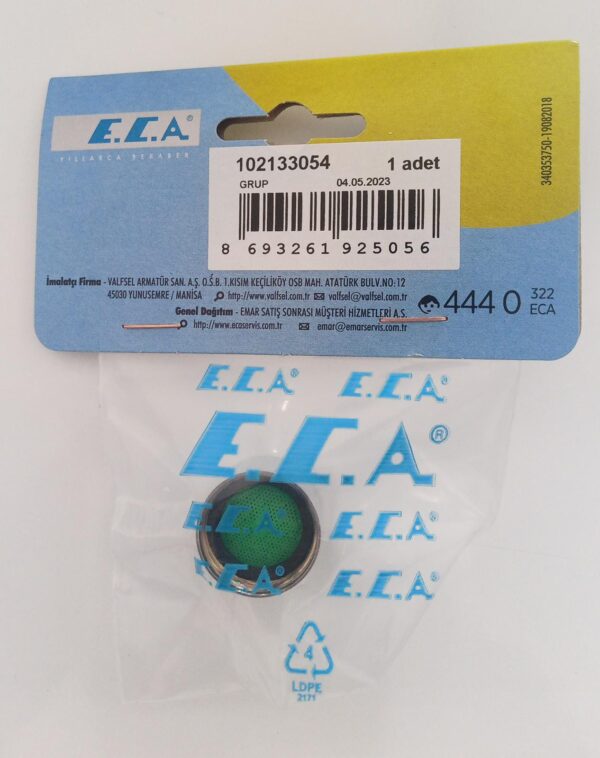 E.C.A®
YILLARCA BERABER
102133054 1 adet
GRUP 04.05.2023
8 693261 925056
340353750-19082018
İmalatçı Firma - VALFSEL ARMATÜR SAN. A.Ş. O.S.B. 1.KISIM KEÇİLİKÖY OSB MAH. ATATÜRK BULV.NO:12
45030 YUNUSEMRE / MANİSA http://www.valfsel.com.tr valfsel@valfsel.com.tr
Genel Dağıtım - EMAR SATIŞ SONRASI MÜŞTERİ HİZMETLERİ A.S.
http://www.ecaservis.com.tr emar@emarservis.com.tr
444 0 322 ECA
E.C.A® E.C.A®
E.C.A®
E.C.A® E.C.A®
E.C.A® E.C.A®
4
LDPE
2171